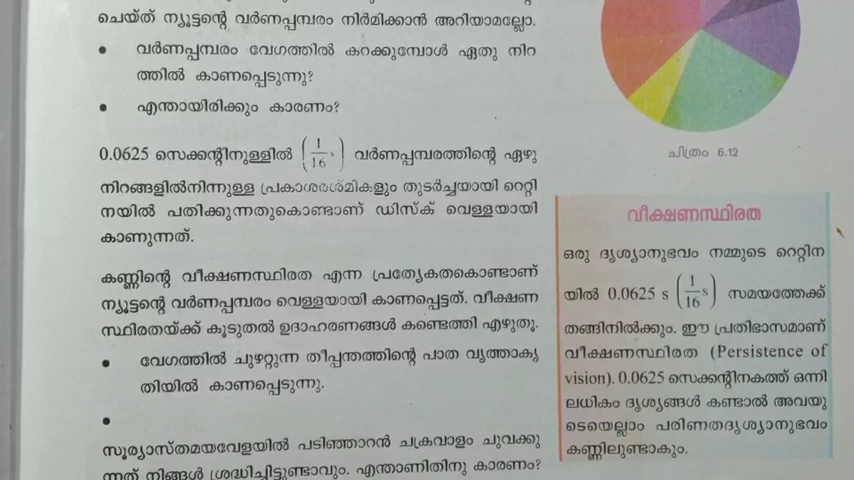 ചെയ്ത് ന്യൂട്ടന്റെ വർണപ്പമ്പരം നിർമിക്കാൻ അറിയാമല്ലോ.
• വർണപ്പമ്പരം വേഗത്തിൽ കറക്കുമ്പോൾ ഏതു നിറ
ത്തിൽ കാണപ്പെടുന്നു?
• എന്തായിരിക്കും കാരണം?
0.0625 സെക്കന്റിനുള്ളിൽ (1/16 s) വർണപ്പമ്പരത്തിന്റെ ഏഴു
നിറങ്ങളിൽനിന്നുള്ള പ്രകാശരശ്മികളും തുടർച്ചയായി റെറ്റി
നയിൽ പതിക്കുന്നതുകൊണ്ടാണ് ഡിസ്ക് വെള്ളയായി
കാണുന്നത്.
കണ്ണിന്റെ വീക്ഷണസ്ഥിരത എന്ന പ്രത്യേകതകൊണ്ടാണ്
ന്യൂട്ടന്റെ വർണപ്പമ്പരം വെള്ളയായി കാണപ്പെട്ടത്. വീക്ഷണ
സ്ഥിരതയ്ക്ക് കൂടുതൽ ഉദാഹരണങ്ങൾ കണ്ടെത്തി എഴുതൂ.
• വേഗത്തിൽ ചുഴറ്റുന്ന തീപ്പന്തത്തിന്റെ പാത വൃത്താകൃ
തിയിൽ കാണപ്പെടുന്നു.
•
സൂര്യാസ്തമയവേളയിൽ പടിഞ്ഞാറൻ ചക്രവാളം ചുവക്കു
ന്നത് നിങ്ങൾ ശ്രദ്ധിച്ചിട്ടുണ്ടാവും. എന്താണിതിനു കാരണം?
ചിത്രം 6.12
വീക്ഷണസ്ഥിരത
ഒരു ദൃശ്യാനുഭവം നമ്മുടെ റെറ്റിന
യിൽ 0.0625 s (1/16 s) സമയത്തേക്ക്
തങ്ങിനിൽക്കും. ഈ പ്രതിഭാസമാണ്
വീക്ഷണസ്ഥിരത (Persistence of
vision). 0.0625 സെക്കന്റിനകത്ത് ഒന്നി
ലധികം ദൃശ്യങ്ങൾ കണ്ടാൽ അവയു
ടെയെല്ലാം പരിണതദൃശ്യാനുഭവം
കണ്ണിലുണ്ടാകും.